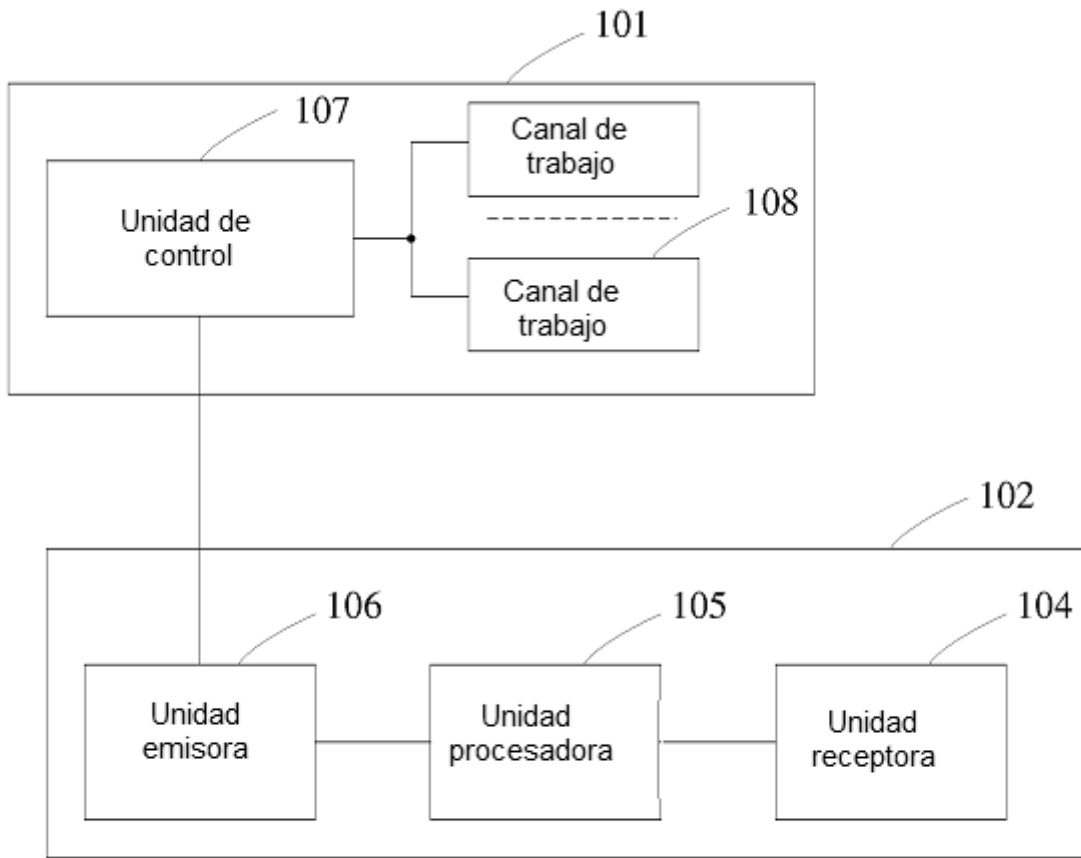 101
107
Canal de
trabajo
Unidad de
control
108
Canal de
trabajo
102
106
105
104
Unidad
emisora
Unidad
procesadora
Unidad
receptora